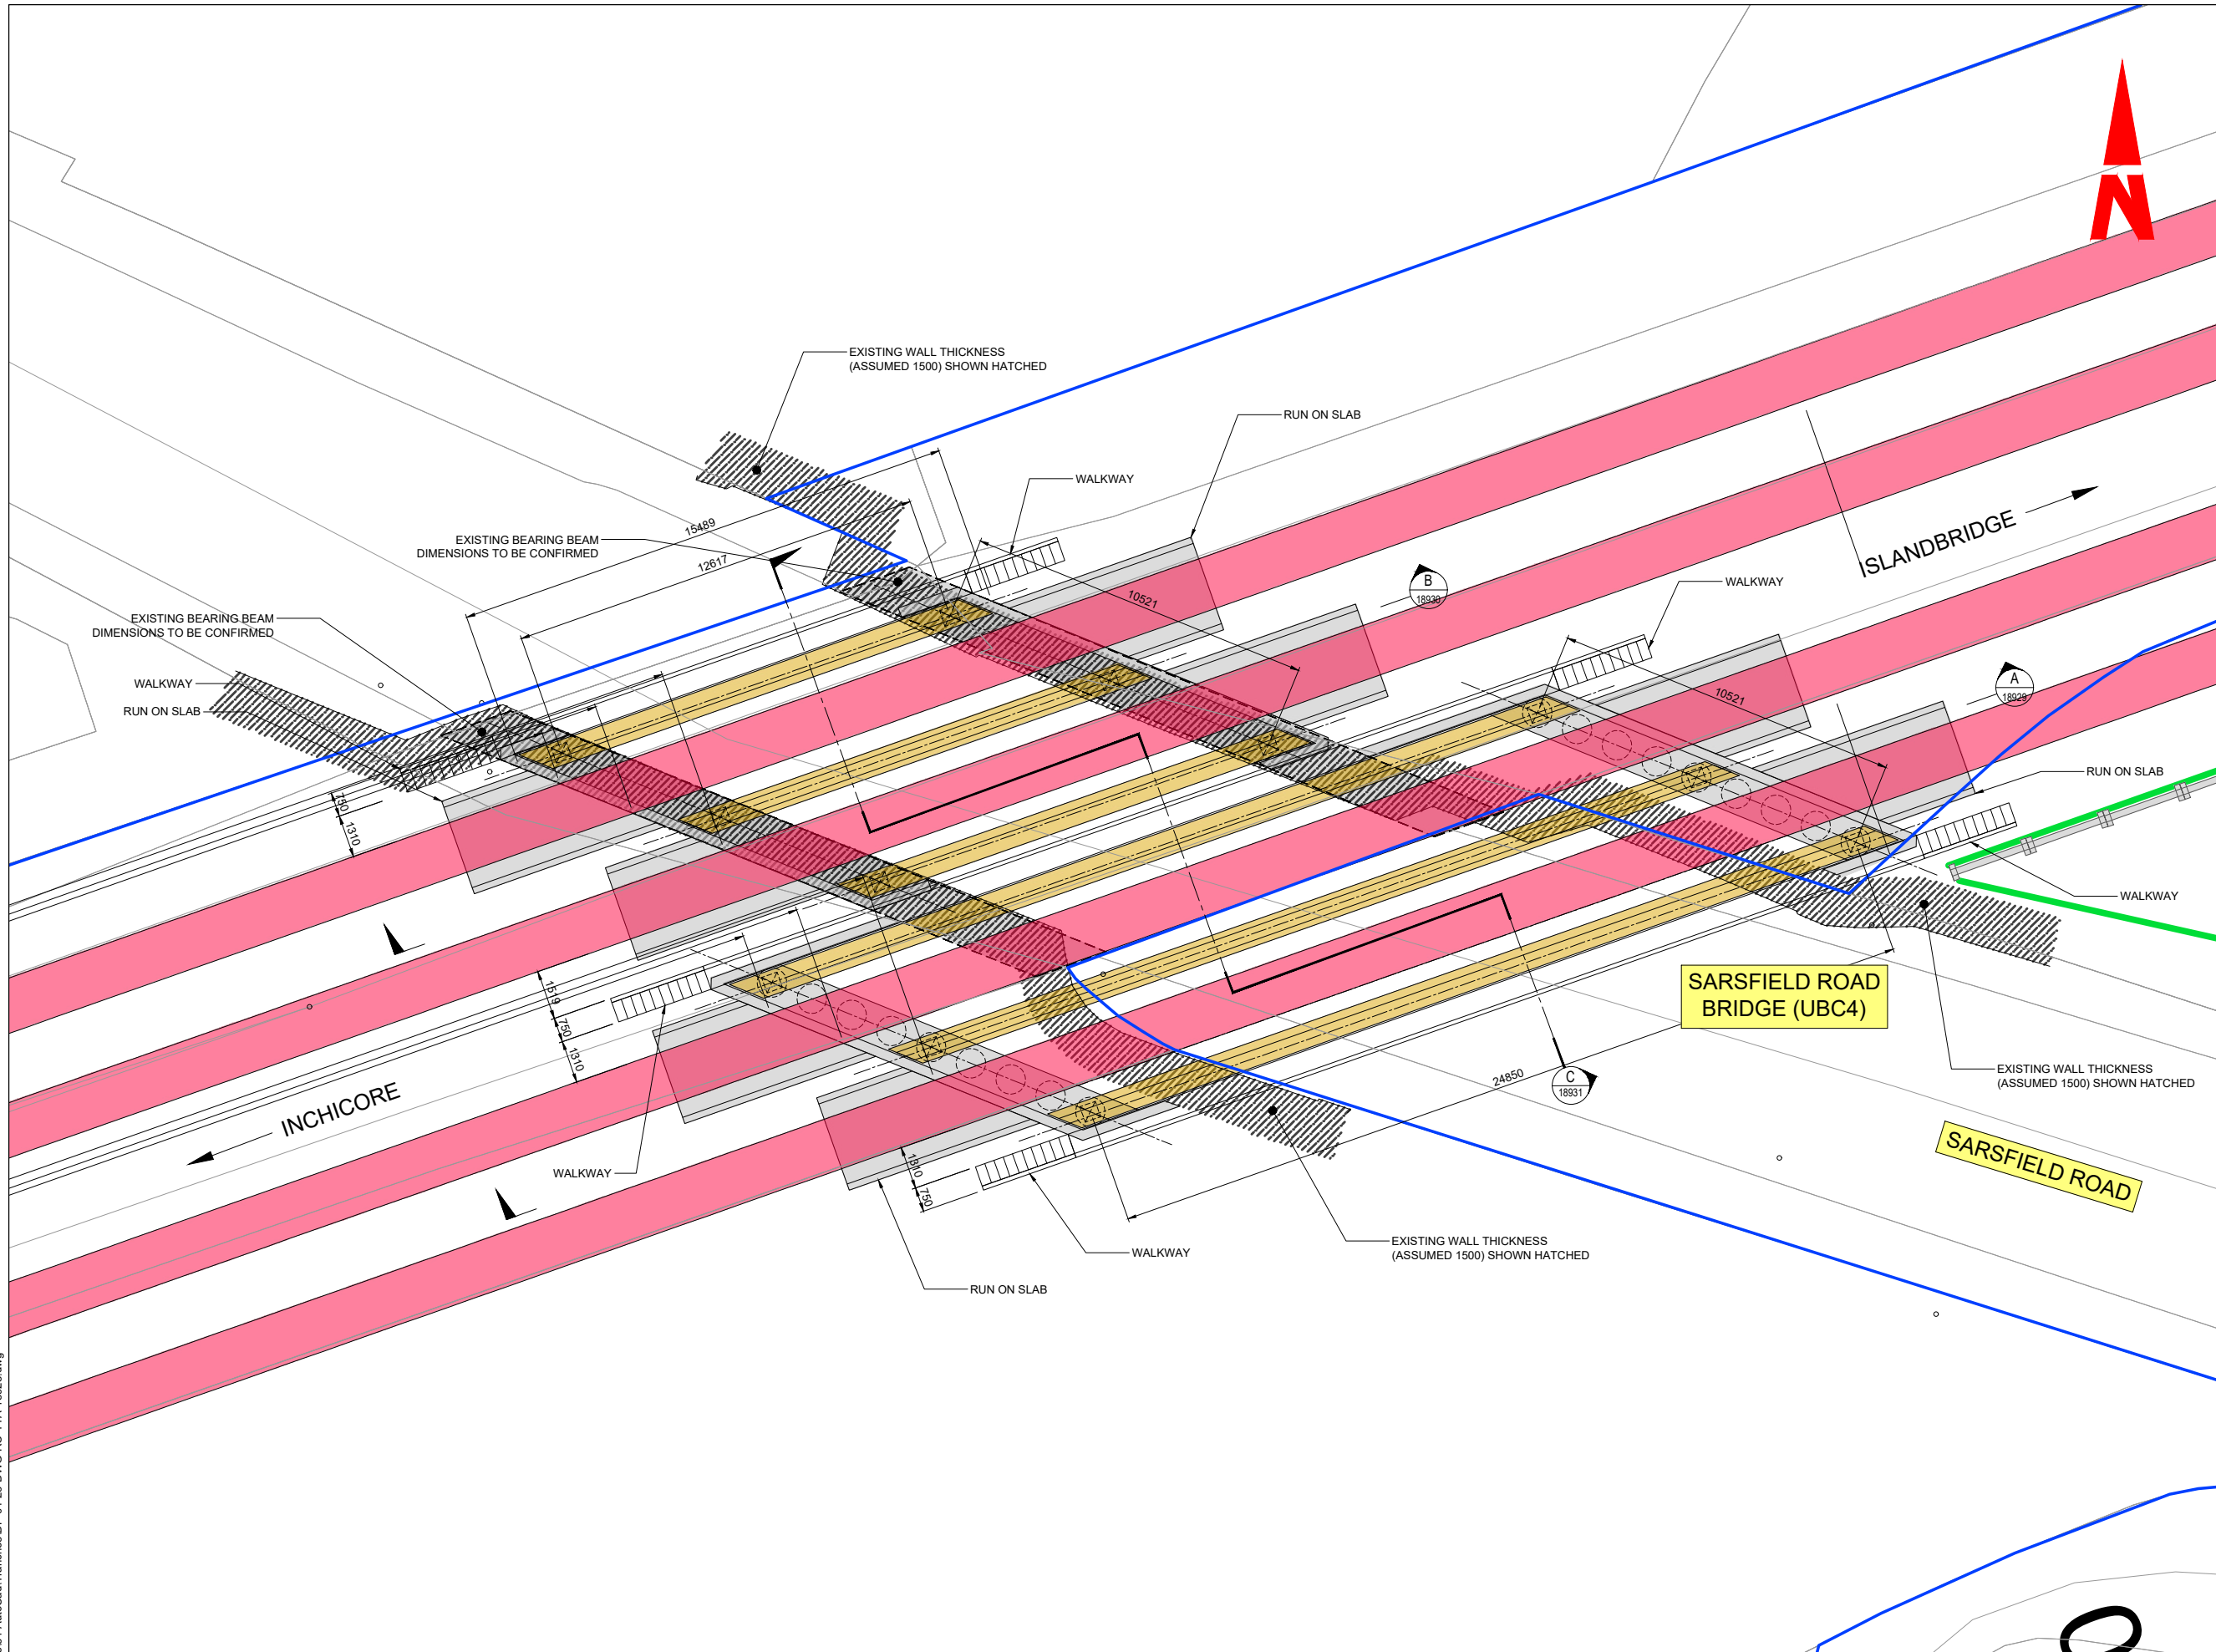 N
EXISTING WALL THICKNESS
(ASSUMED 1500) SHOWN HATCHED
RUN ON SLAB
WALKWAY
15489
EXISTING BEARING BEAM
DIMENSIONS TO BE CONFIRMED
12617
ISLANDBRIDGE
B
18930
10521
WALKWAY
EXISTING BEARING BEAM
DIMENSIONS TO BE CONFIRMED
A
18929
WALKWAY
10521
RUN ON SLAB
RUN ON SLAB
750
1310
WALKWAY
SARSFIELD ROAD
BRIDGE (UBC4)
1519
750
1310
EXISTING WALL THICKNESS
(ASSUMED 1500) SHOWN HATCHED
24850
C
18931
INCHICORE
SARSFIELD ROAD
WALKWAY
1310
750
EXISTING WALL THICKNESS
(ASSUMED 1500) SHOWN HATCHED
WALKWAY
RUN ON SLAB